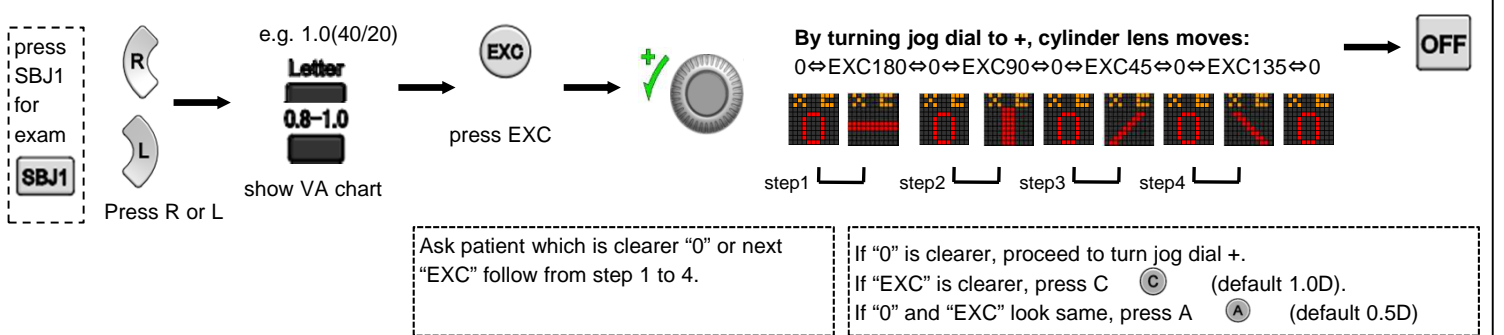 press
SBJ1
for
exam
SBJ1
R
L
Press R or L
e.g. 1.0(40/20)
Letter
0.8-1.0
show VA chart
EXC
press EXC
+
By turning jog dial to +, cylinder lens moves:
0⇔EXC180⇔0⇔EXC90⇔0⇔EXC45⇔0⇔EXC135⇔0
step1 step2 step3 step4
OFF
Ask patient which is clearer “0” or next
“EXC” follow from step 1 to 4.
If “0” is clearer, proceed to turn jog dial +.
If “EXC” is clearer, press C C (default 1.0D).
If “0” and “EXC” look same, press A A (default 0.5D)